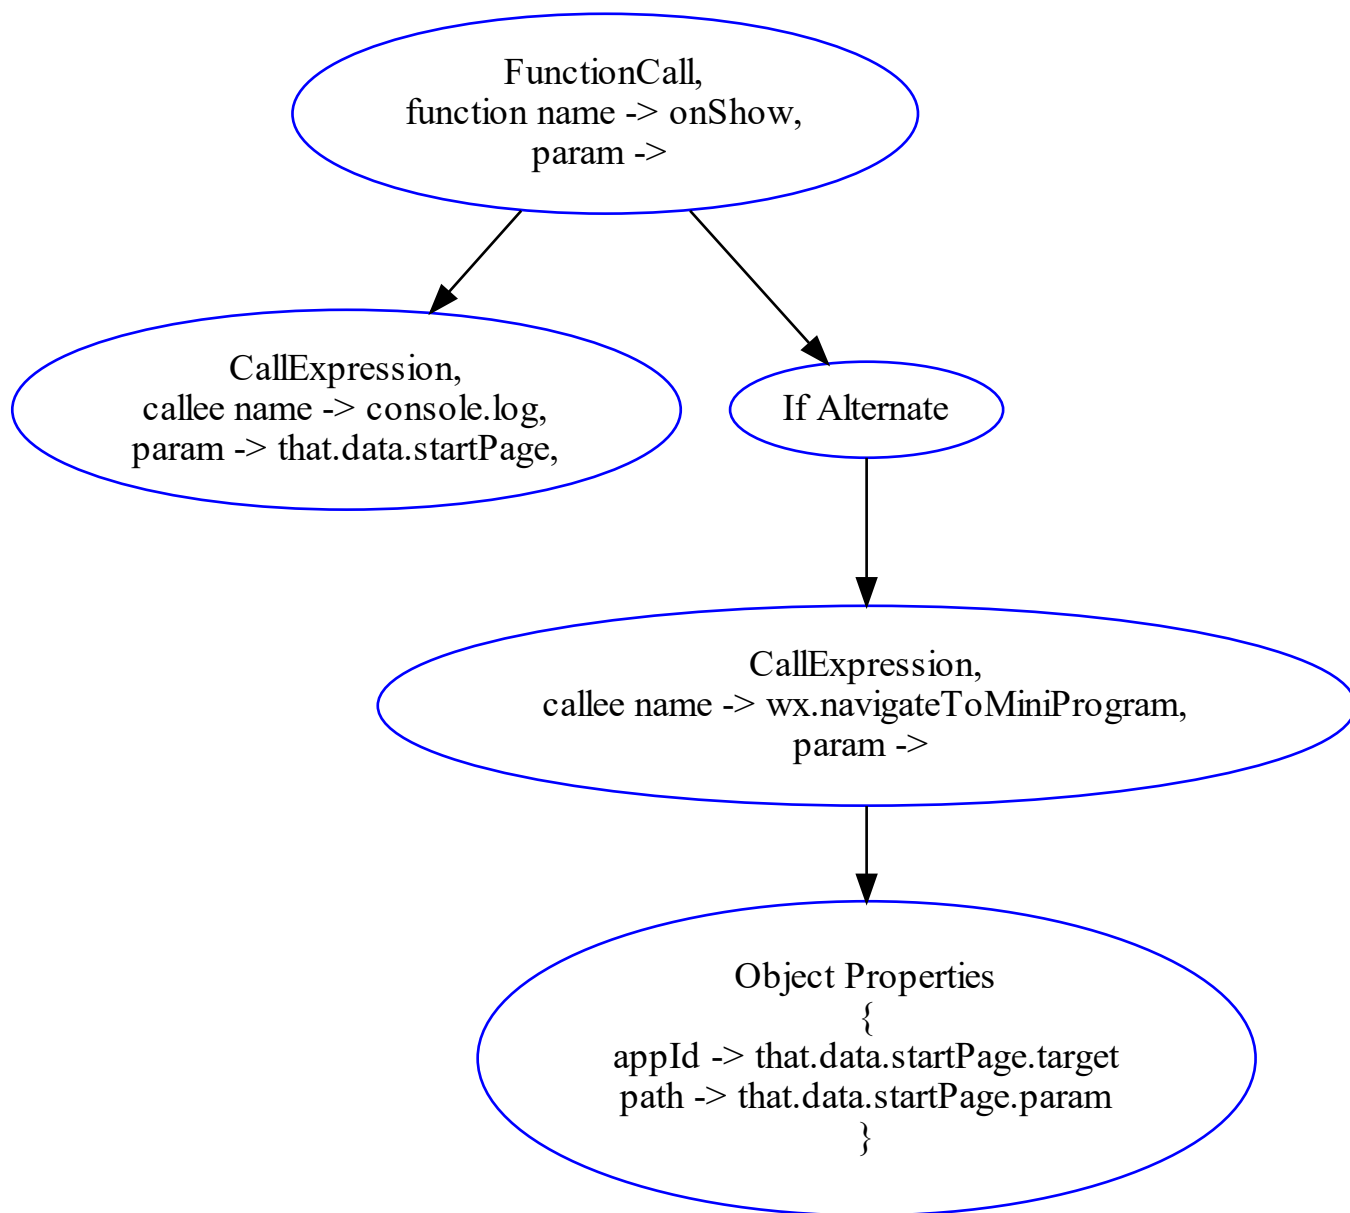 FunctionCall,
function name -> onShow,
param ->
CallExpression,
callee name -> console.log,
param -> that.data.startPage,
If Alternate
CallExpression,
callee name -> wx.navigateToMiniProgram,
param ->
Object Properties
{
appId -> that.data.startPage.target
path -> that.data.startPage.param
}